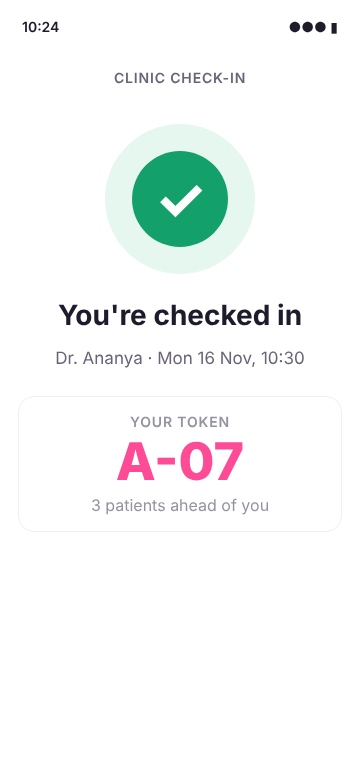 10:24
CLINIC CHECK-IN
You're checked in
Dr. Ananya · Mon 16 Nov, 10:30
YOUR TOKEN
A-07
3 patients ahead of you